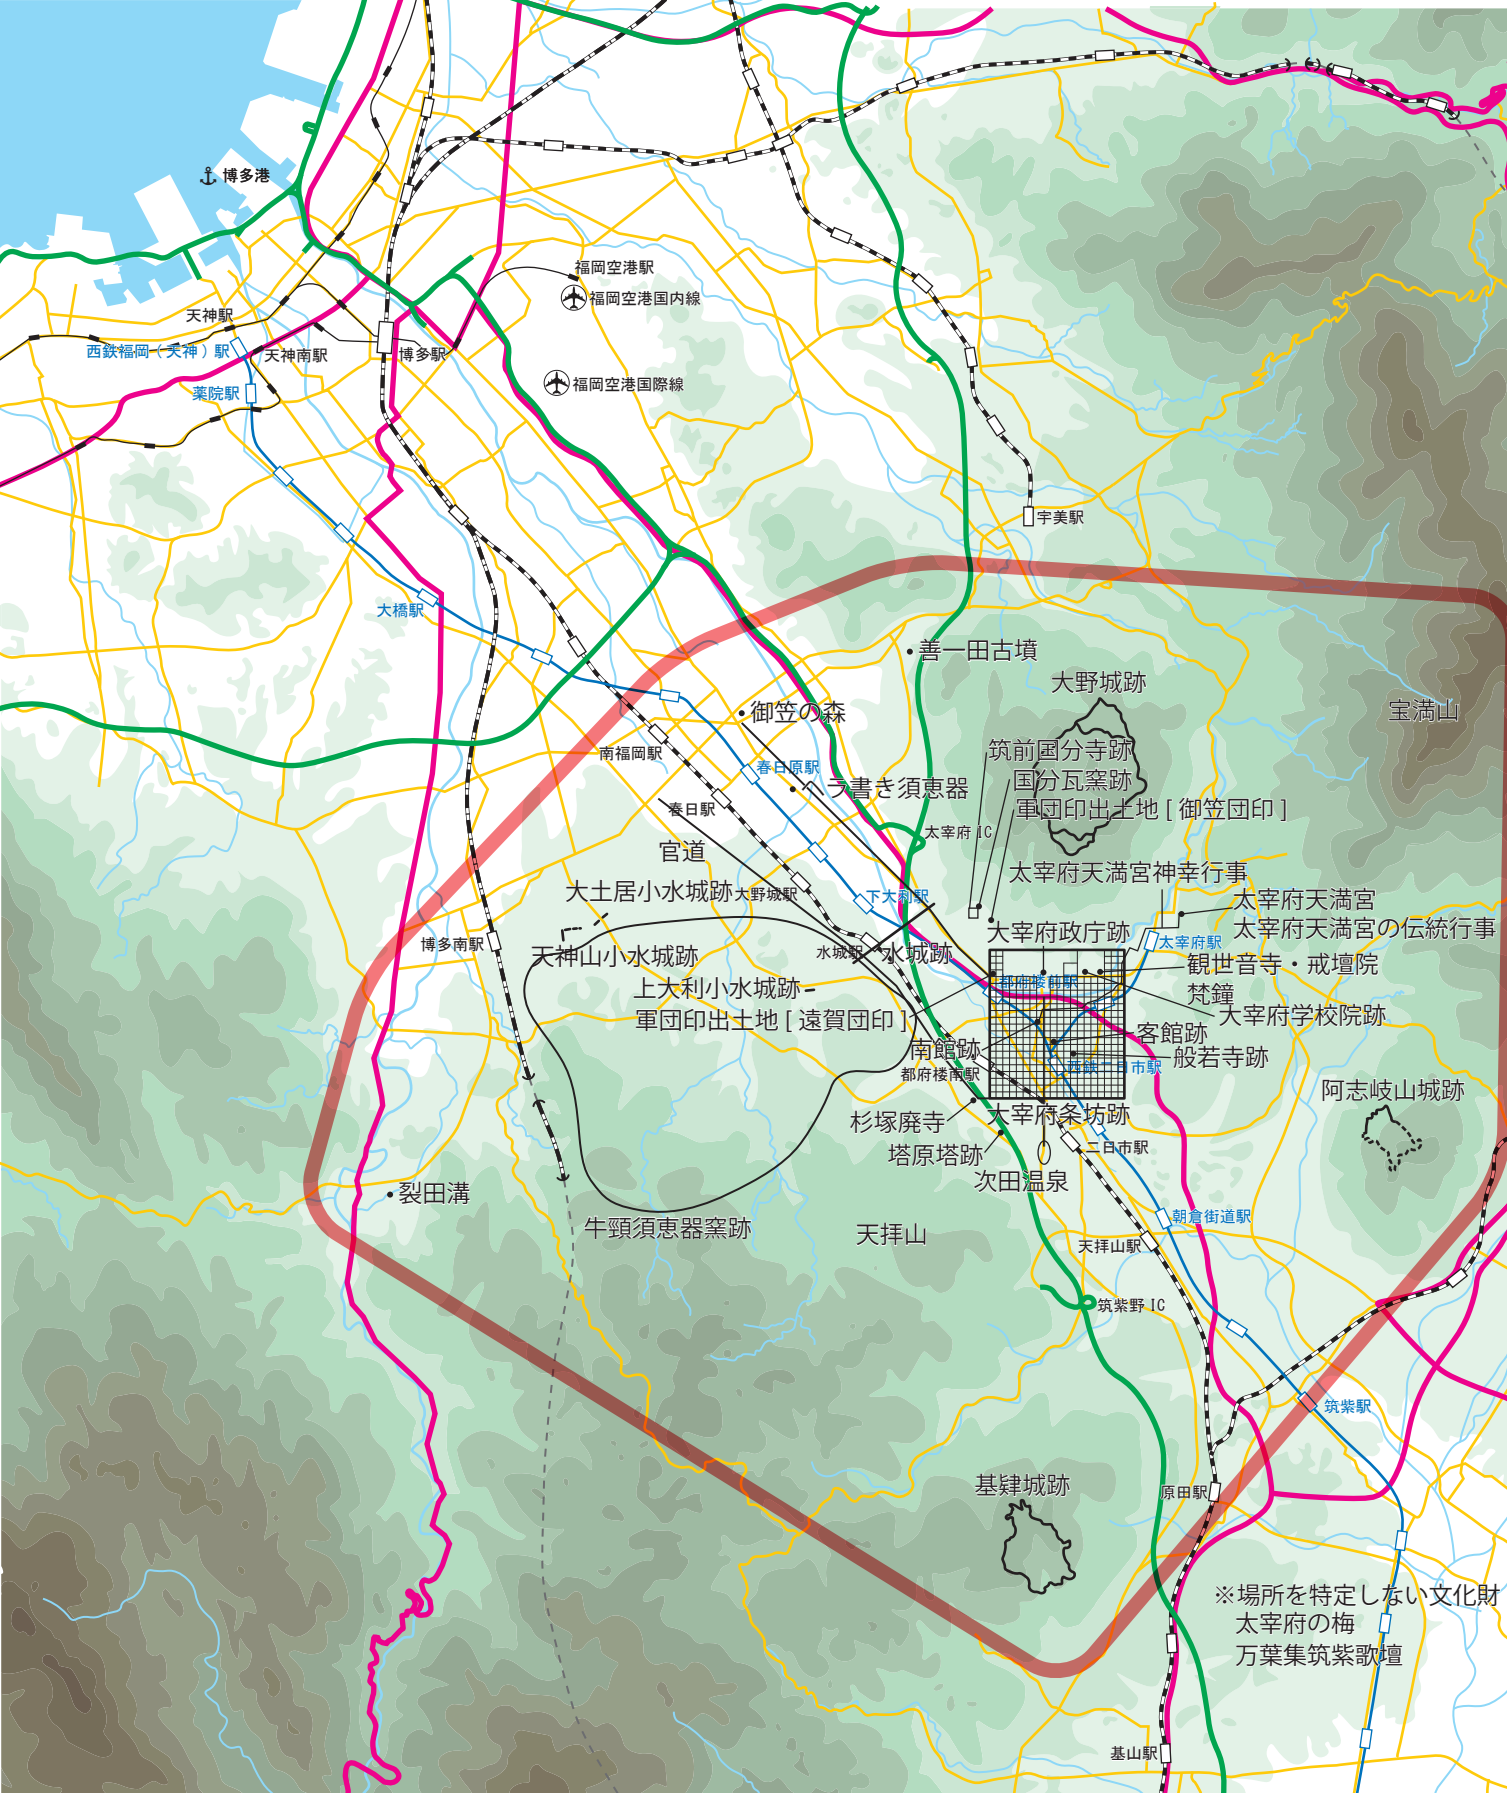 博多港
福岡空港駅
福岡空港国内線
天神駅
西鉄福岡（天神）駅
天神南駅
博多駅
薬院駅
福岡空港国際線
宇美駅
大橋駅
善一田古墳
大野城跡
宝満山
御笠の森
南福岡駅
筑前国分寺跡
春日原駅
国分瓦窯跡
ヘラ書き須恵器
春日駅
軍団印出土地 [ 御笠団印 ]
太宰府 IC
官道
太宰府天満宮神幸行事
大土居小水城跡
大野城駅
下大利駅
太宰府天満宮
太宰府天満宮の伝統行事
大宰府政庁跡
博多南駅
太宰府駅
天神山小水城跡
水城駅
水城跡
観世音寺・戒壇院
都府楼前駅
上大利小水城跡
梵鐘
軍団印出土地 [ 遠賀団印 ]
大宰府学校院跡
客館跡
南館跡
般若寺跡
西鉄二日市駅
都府楼南駅
阿志岐山城跡
杉塚廃寺
大宰府条坊跡
二日市駅
塔原塔跡
次田温泉
裂田溝
朝倉街道駅
牛頸須恵器窯跡
天拝山
天拝山駅
筑紫野 IC
筑紫駅
基肄城跡
原田駅
※場所を特定しない文化財
太宰府の梅
万葉集筑紫歌壇
基山駅